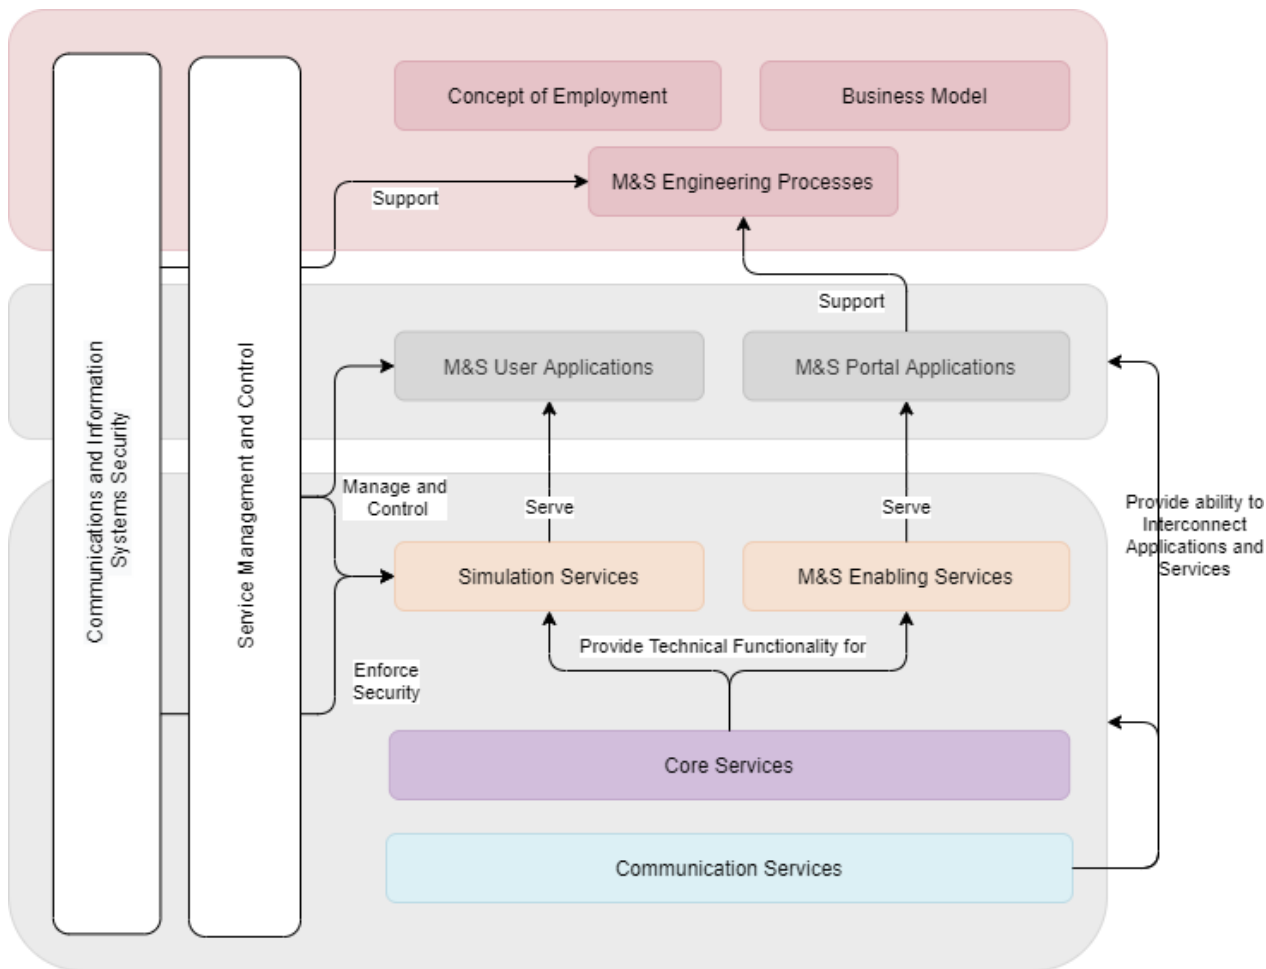 Concept of Employment
Business Model
M&S Engineering Processes
Support
Support
M&S User Applications
M&S Portal Applications
Communications and Information
Systems Security
Service Management and Control
Manage and
Control
Serve
Serve
Provide ability to
Interconnect
Applications and
Services
Simulation Services
M&S Enabling Services
Provide Technical Functionality for
Enforce
Security
Core Services
Communication Services